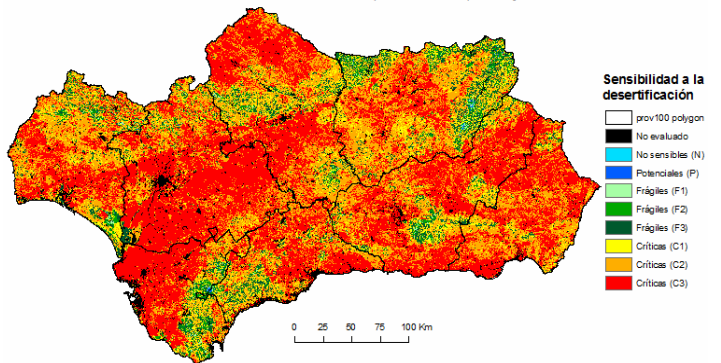 Sensibilidad a la
desertificación
prov100 polygon
No evaluado
No sensibles (N)
Potenciales (P)
Frágiles (F1)
Frágiles (F2)
Frágiles (F3)
Críticas (C1)
Críticas (C2)
Críticas (C3)
0 25 50 75 100 Km